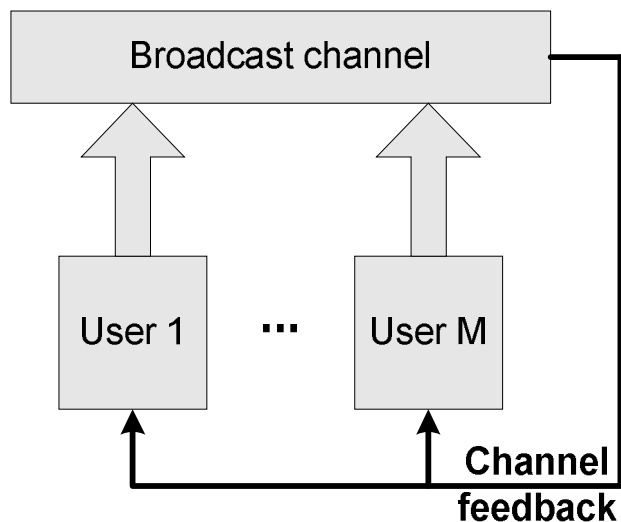 Broadcast channel
User 1
...
User M
Channel
feedback